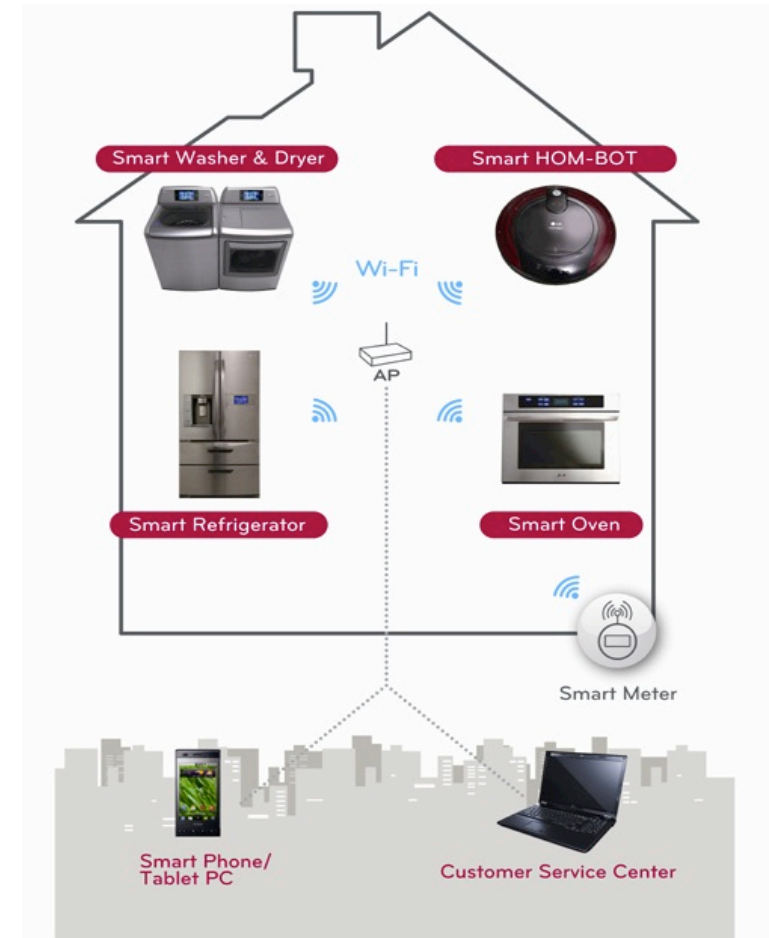 Smart Washer & Dryer
Smart HOM-BOT
Wi-Fi
AP
Smart Refrigerator
Smart Oven
Smart Meter
Smart Phone/
Tablet PC
Customer Service Center